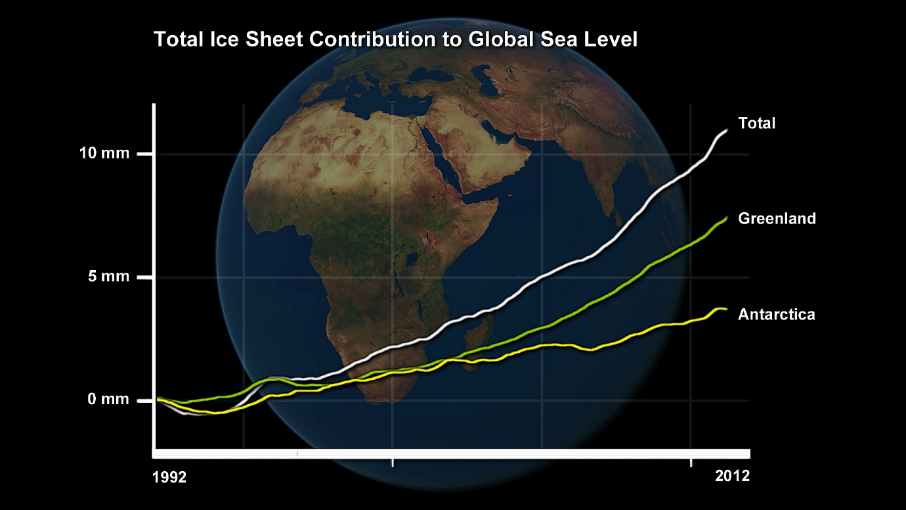 Total Ice Sheet Contribution to Global Sea Level
Total
10 mm
Greenland
5 mm
Antarctica
0 mm
1992
2012